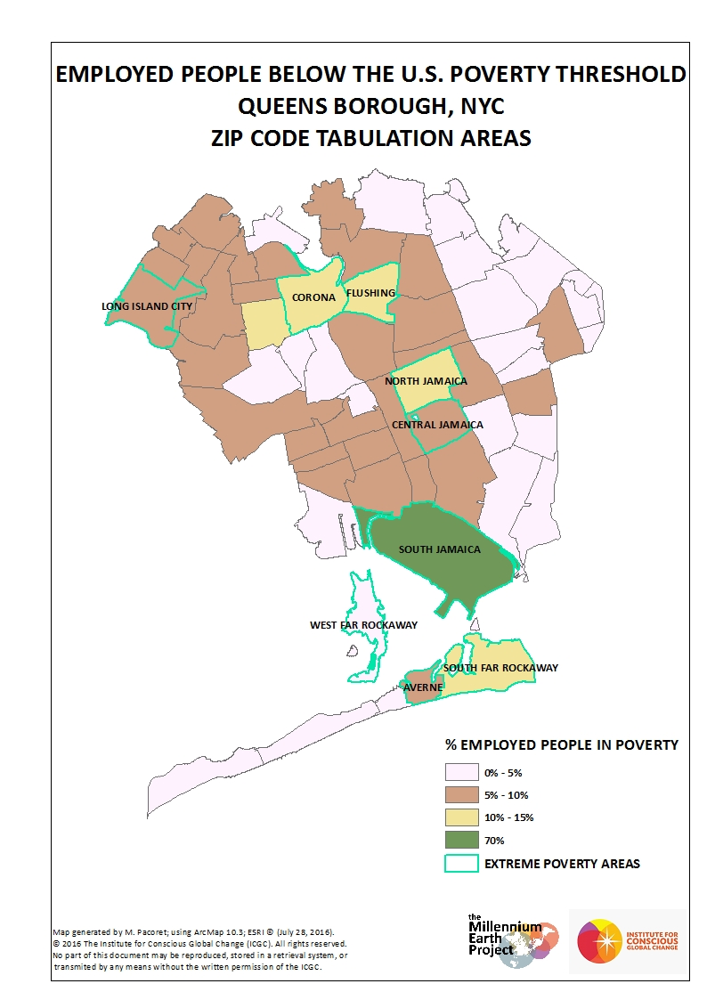 EMPLOYED PEOPLE BELOW THE U.S. POVERTY THRESHOLD
QUEENS BOROUGH, NYC
ZIP CODE TABULATION AREAS
CORONA
FLUSHING
LONG ISLAND CITY
NORTH JAMAICA
CENTRAL JAMAICA
SOUTH JAMAICA
WEST FAR ROCKAWAY
SOUTH FAR ROCKAWAY
AVERNE
% EMPLOYED PEOPLE IN POVERTY
0% - 5%
5% - 10%
10% - 15%
70%
EXTREME POVERTY AREAS
Map generated by M. Pacoret; using ArcMap 10.3; ESRI © (July 28, 2016).
© 2016 The Institute for Conscious Global Change (ICGC). All rights reserved.
No part of this document may be reproduced, stored in a retrieval system, or
transmited by any means without the written permission of the ICGC.
the
Millennium
Earth
Project
INSTITUTE FOR
CONSCIOUS
GLOBAL CHANGE